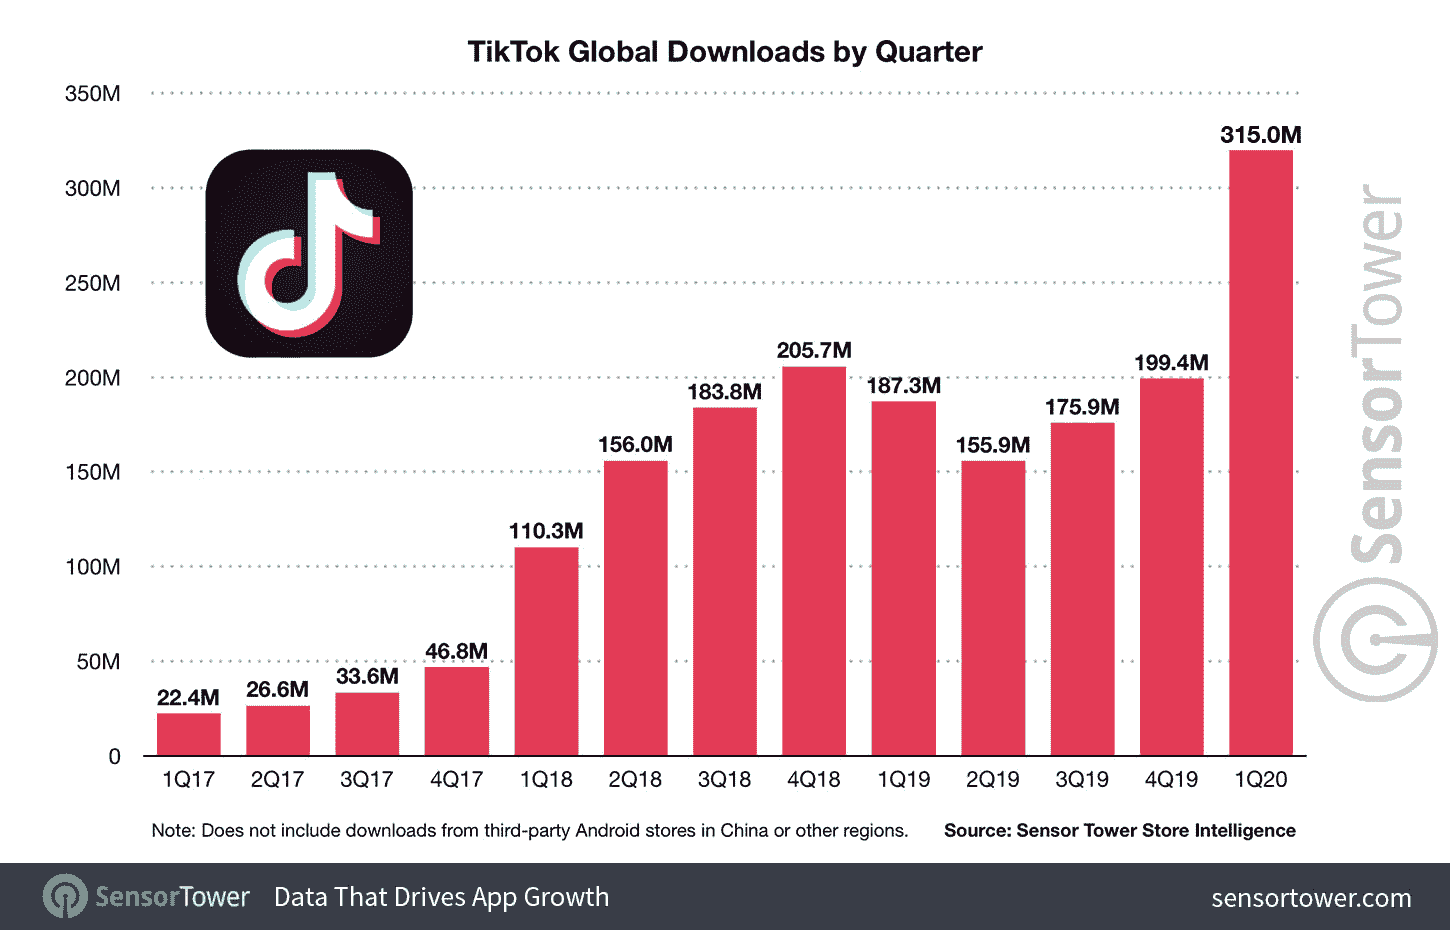 TikTok Global Downloads by Quarter
350M
300M
250M
200M
150M
100M
50M
0
22.4M
26.6M
33.6M
46.8M
110.3M
156.0M
183.8M
205.7M
187.3M
155.9M
175.9M
199.4M
315.0M
1Q17 2Q17 3Q17 4Q17 1Q18 2Q18 3Q18 4Q18 1Q19 2Q19 3Q19 4Q19 1Q20
Note: Does not include downloads from third-party Android stores in China or other regions. Source: Sensor Tower Store Intelligence
SensorTower
SensorTower Data That Drives App Growth sensortower.com